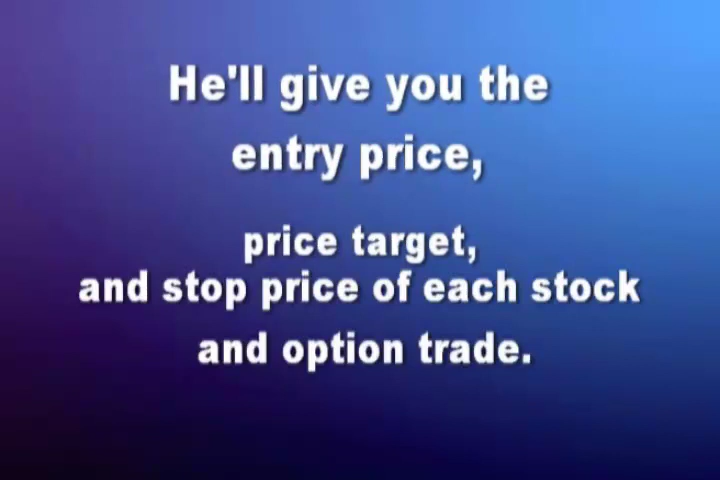 He'll give you the
entry price,
price target,
and stop price of each stock
and option trade.